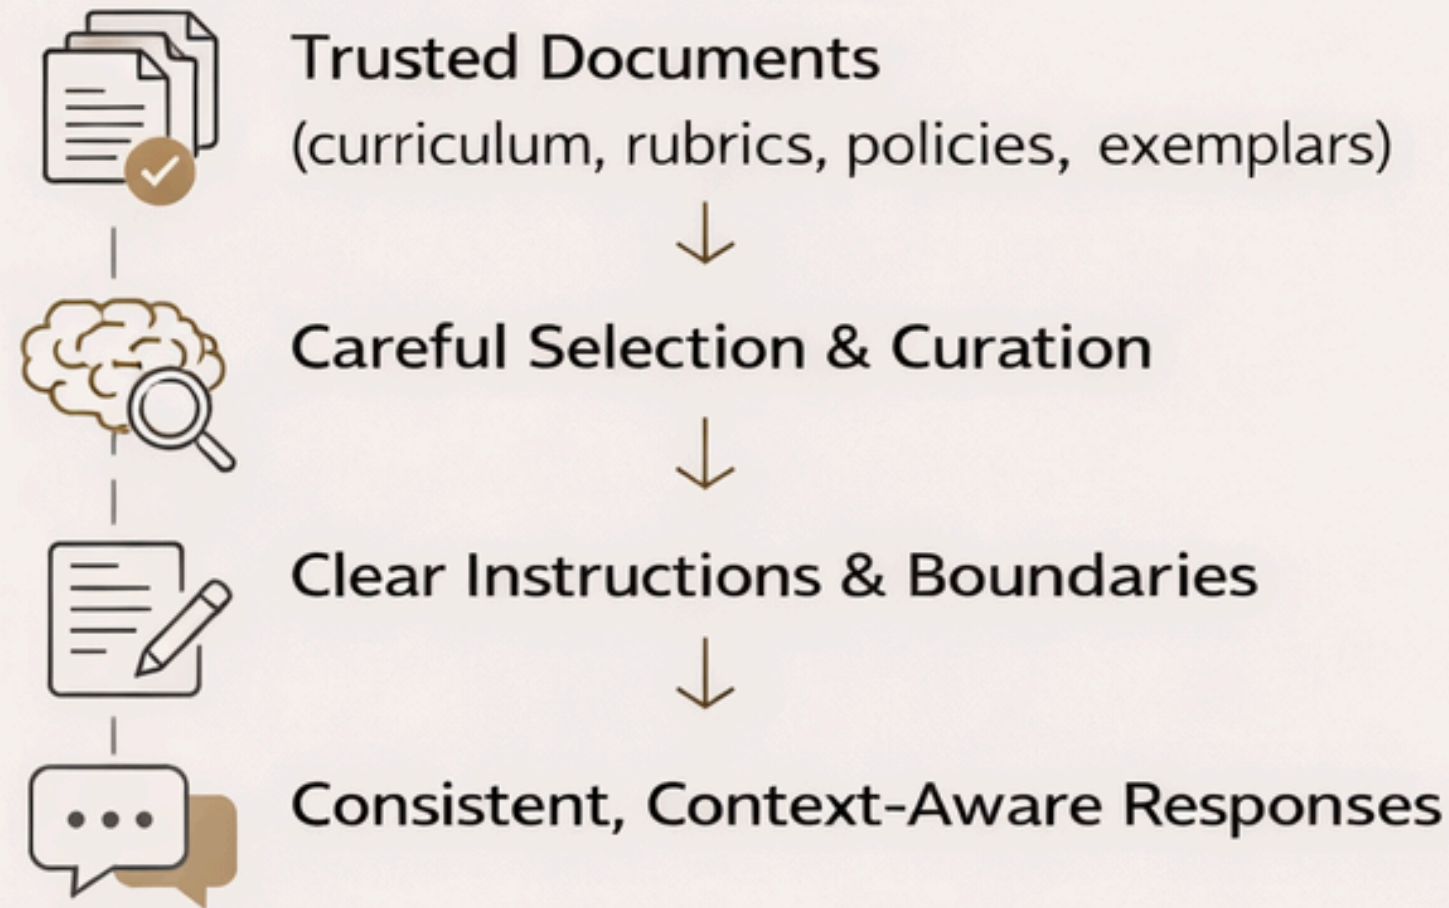 Trusted Documents
(curriculum, rubrics, policies, exemplars)
Careful Selection & Curation
Clear Instructions & Boundaries
Consistent, Context-Aware Responses